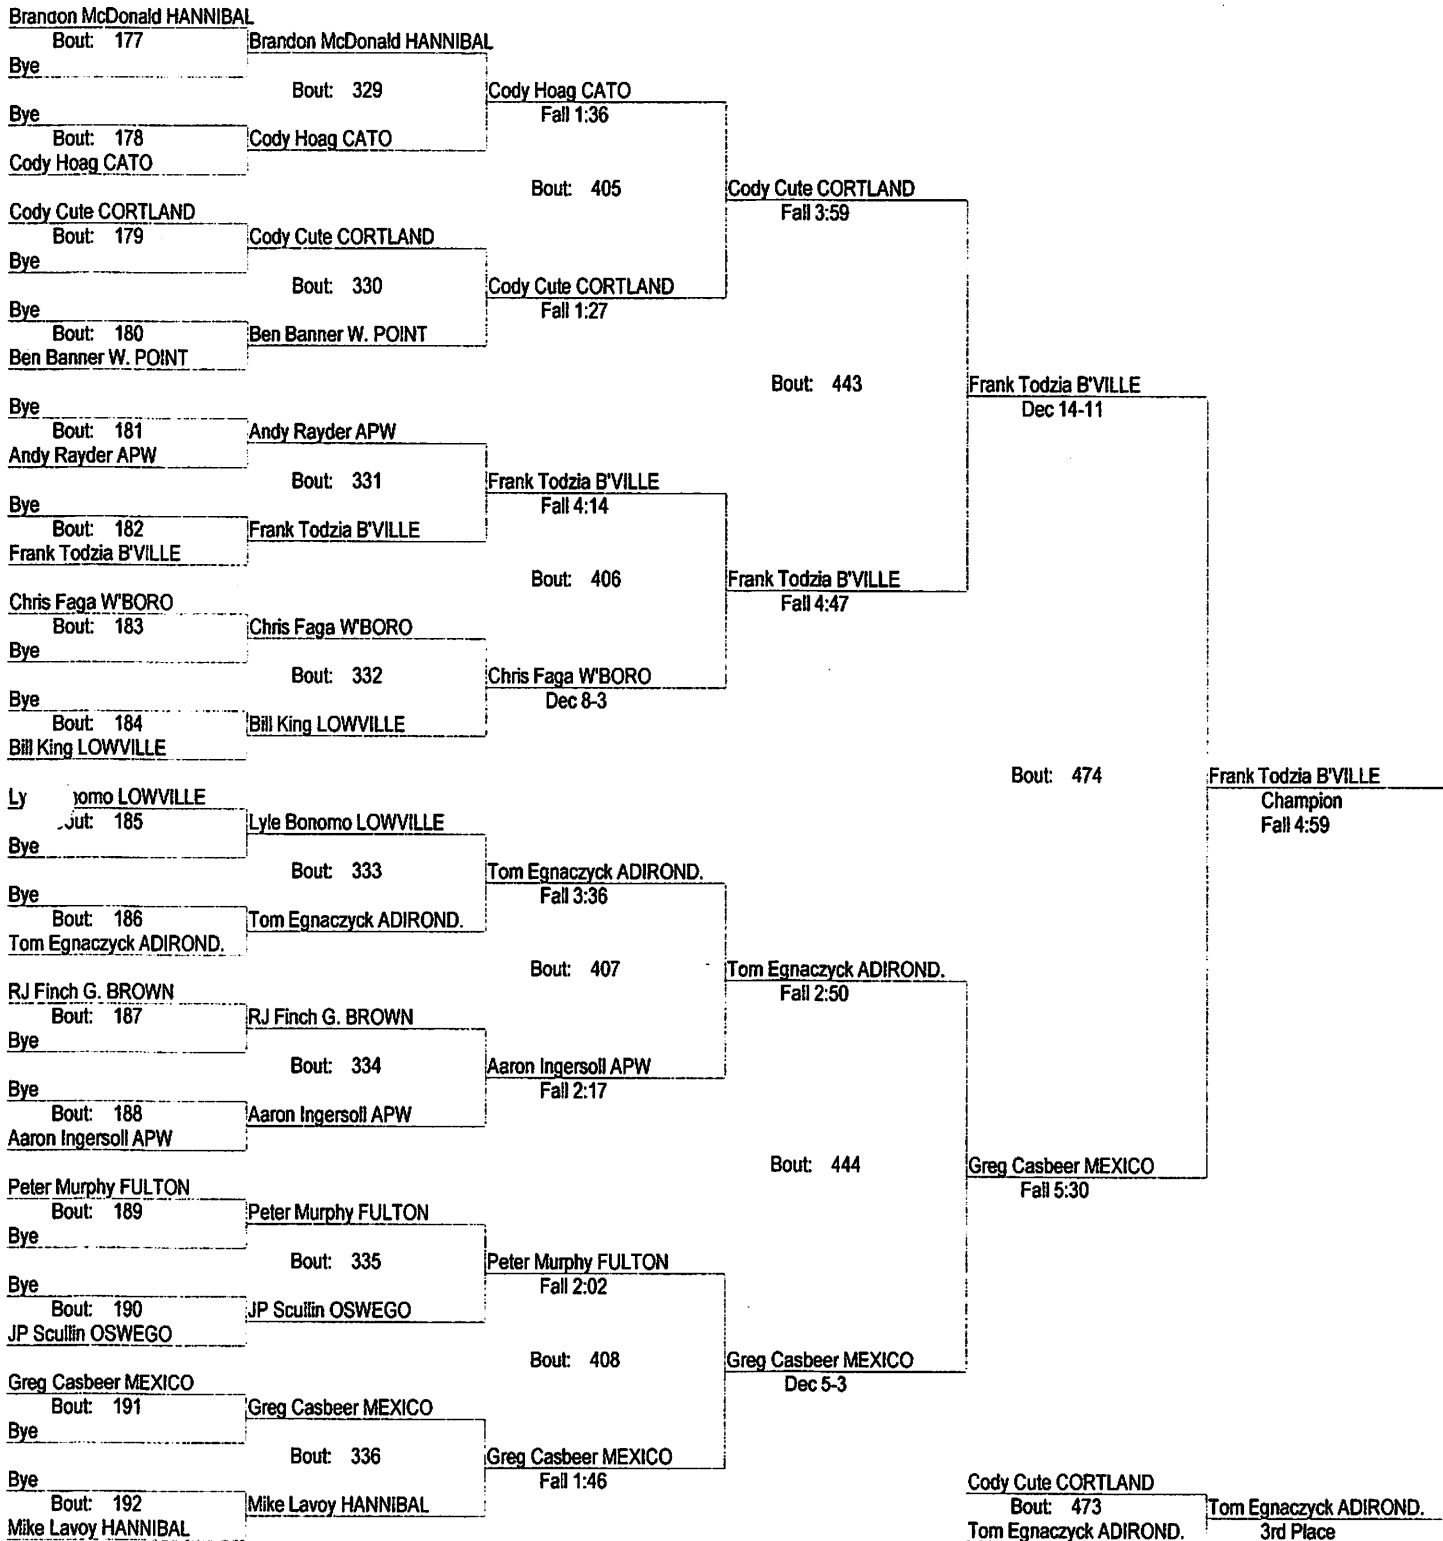 Brandon McDonald HANNIBAL
Bout: 177
Bye
Bye
Bout: 178
Cody Hoag CATO
Cody Cute CORTLAND
Bout: 179
Bye
Bye
Bout: 180
Ben Banner W. POINT
Bye
Bout: 181
Andy Rayder APW
Bye
Bout: 182
Frank Todzia B'VILLE
Chris Faga W'BORO
Bout: 183
Bye
Bye
Bout: 184
Bill King LOWVILLE
Ly LOWVILLE
185
Bye
Bye
Bout: 186
Tom Egnaczyck ADIROND.
RJ Finch G. BROWN
Bout: 187
Bye
Bye
Bout: 188
Aaron Ingersoll APW
Peter Murphy FULTON
Bout: 189
Bye
Bye
Bout: 190
JP Scullin OSWEGO
Greg Casbeer MEXICO
Bout: 191
Bye
Bye
Bout: 192
Mike Lavoy HANNIBAL
Brandon McDonald HANNIBAL
Bout: 329
Cody Hoag CATO
Cody Cute CORTLAND
Bout: 330
Ben Banner W. POINT
Andy Rayder APW
Bout: 331
Frank Todzia B'VILLE
Chris Faga W'BORO
Bout: 332
Bill King LOWVILLE
Lyle Bonomo LOWVILLE
Bout: 333
Tom Egnaczyck ADIROND.
RJ Finch G. BROWN
Bout: 334
Aaron Ingersoll APW
Peter Murphy FULTON
Bout: 335
JP Scullin OSWEGO
Greg Casbeer MEXICO
Bout: 336
Mike Lavoy HANNIBAL
Cody Hoag CATO
Fall 1:36
Bout: 405
Cody Cute CORTLAND
Fall 1:27
Frank Todzia B'VILLE
Fall 4:14
Bout: 406
Chris Faga W'BORO
Dec 8-3
Tom Egnaczyck ADIROND.
Fall 3:36
Bout: 407
Aaron Ingersoll APW
Fall 2:17
Peter Murphy FULTON
Fall 2:02
Bout: 408
Greg Casbeer MEXICO
Fall 1:46
Cody Cute CORTLAND
Fall 3:59
Bout: 443
Frank Todzia B'VILLE
Fall 4:47
Tom Egnaczyck ADIROND.
Fall 2:50
Bout: 444
Greg Casbeer MEXICO
Dec 5-3
Frank Todzia B'VILLE
Dec 14-11
Bout: 474
Greg Casbeer MEXICO
Fall 5:30
Frank Todzia B'VILLE
Champion
Fall 4:59
Cody Cute CORTLAND
Bout: 473
Tom Egnaczyck ADIROND.
Tom Egnaczyck ADIROND.
3rd Place